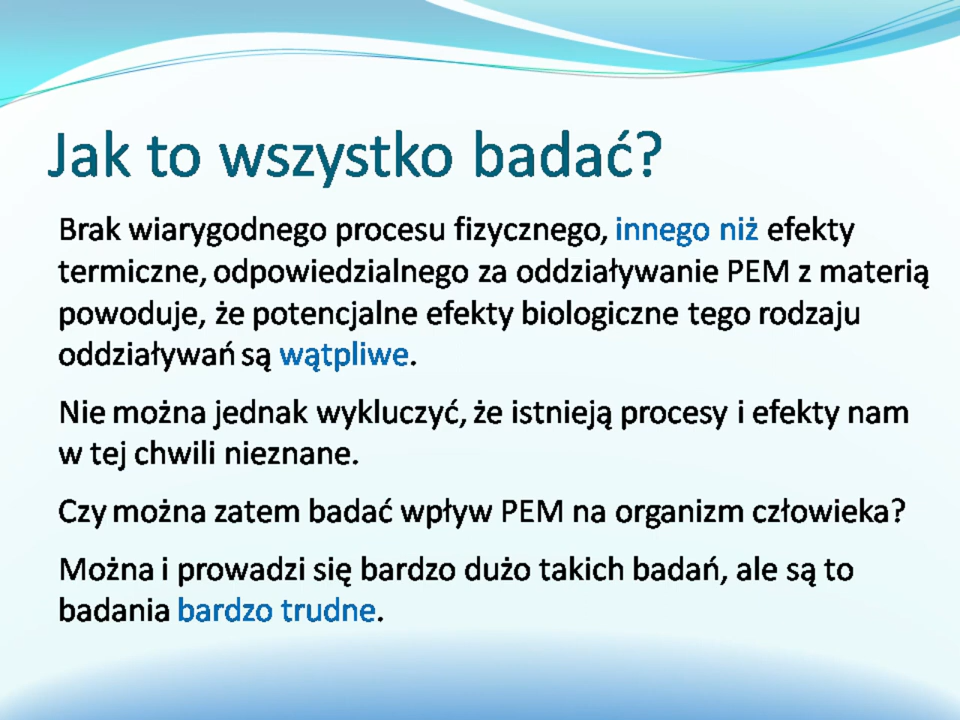 Jak to wszystko badać?
Brak wiarygodnego procesu fizycznego, innego niż efekty
termiczne, odpowiedzialnego za oddziaływanie PEM z materią
powoduje, że potencjalne efekty biologiczne tego rodzaju
oddziaływań są wątpliwe.
Nie można jednak wykluczyć, że istnieją procesy i efekty nam
w tej chwili nieznane.
Czy można zatem badać wpływ PEM na organizm człowieka?
Można i prowadzi się bardzo dużo takich badań, ale są to
badania bardzo trudne.